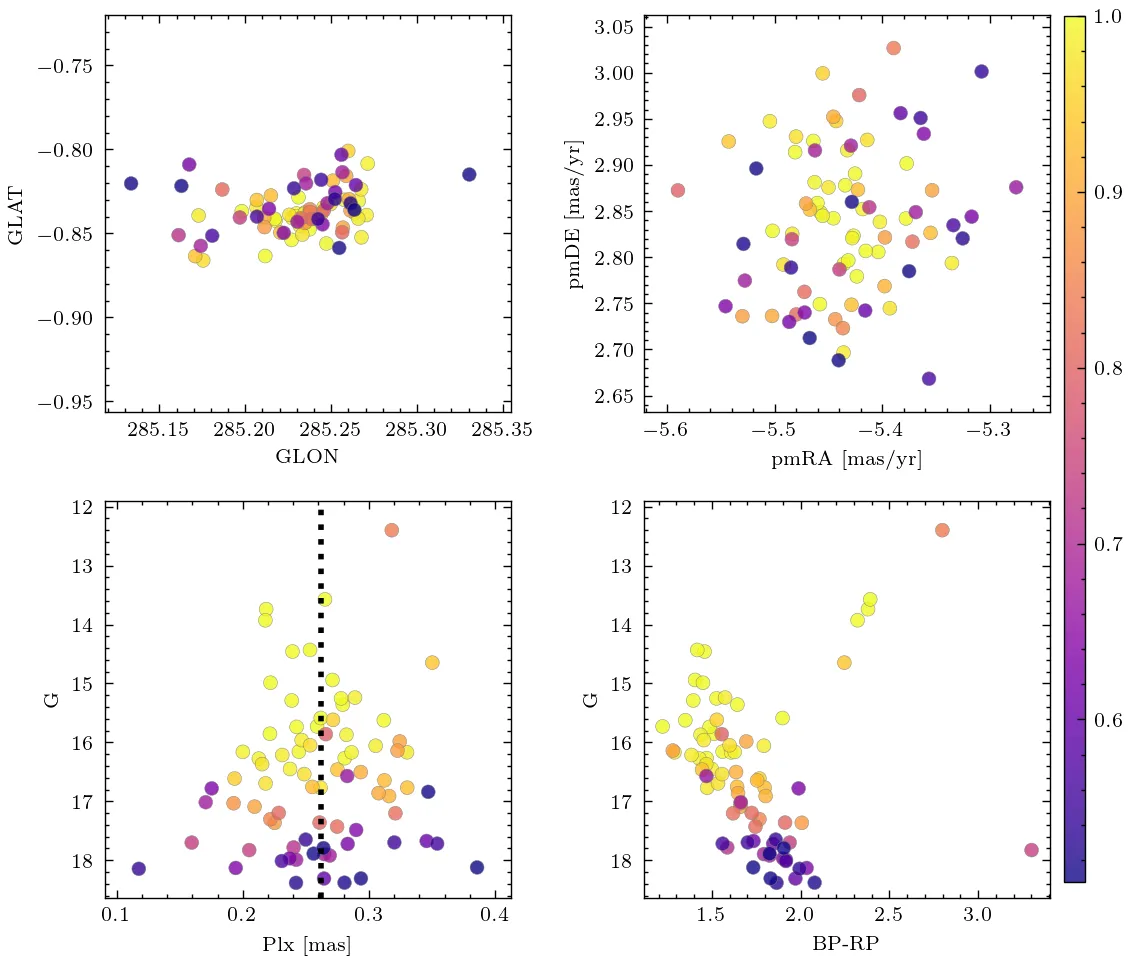 −0.75
−0.80
−0.85
−0.90
−0.95
GLAT
285.15 285.20 285.25 285.30 285.35
GLON
3.05
3.00
2.95
2.90
2.85
2.80
2.75
2.70
2.65
pmDE [mas/yr]
−5.6 −5.5 −5.4 −5.3
pmRA [mas/yr]
1.0
0.9
0.8
0.7
0.6
12
13
14
15
16
17
18
G
0.1 0.2 0.3 0.4
Plx [mas]
12
13
14
15
16
17
18
G
1.5 2.0 2.5 3.0
BP-RP